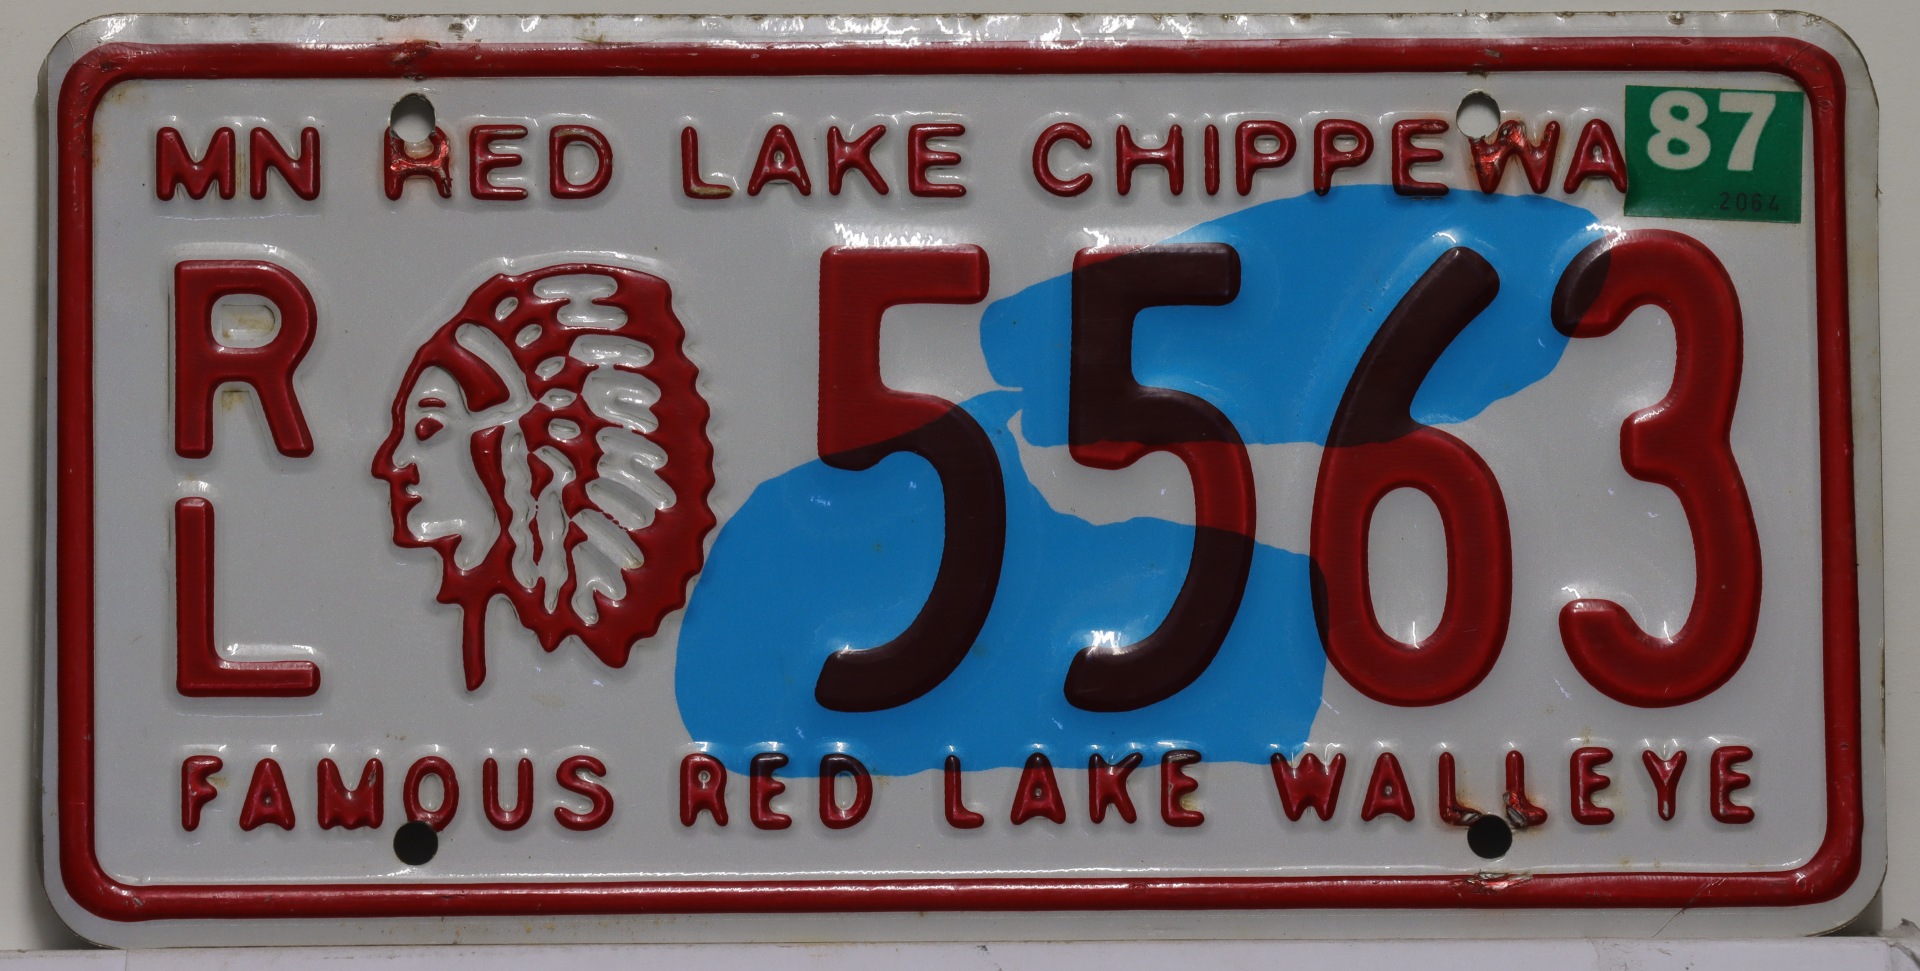 MN RED LAKE CHIPPEWA
87
2064
RL 5563
FAMOUS RED LAKE WALLEYE